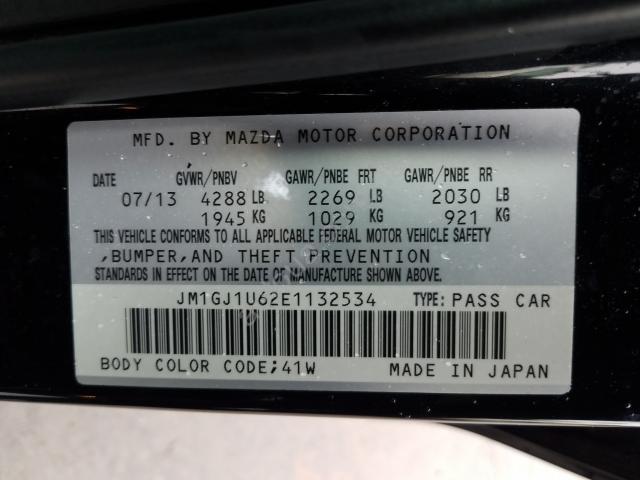 MFD. BY MAZDA MOTOR CORPORATION
DATE GVWR/PNBV GAWR/PNBE FRT GAWR/PNBE RR
07/13 4288 LB 2269 LB 2030 LB
1945 KG 1029 KG 921 KG
THIS VEHICLE CONFORMS TO ALL APPLICABLE FEDERAL MOTOR VEHICLE SAFETY
,BUMPER,AND THEFT PREVENTION
STANDARDS IN EFFECT ON THE DATE OF MANUFACTURE SHOWN ABOVE.
JM1GJ1U62E1132534 TYPE: PASS CAR
BODY COLOR CODE;41W MADE IN JAPAN